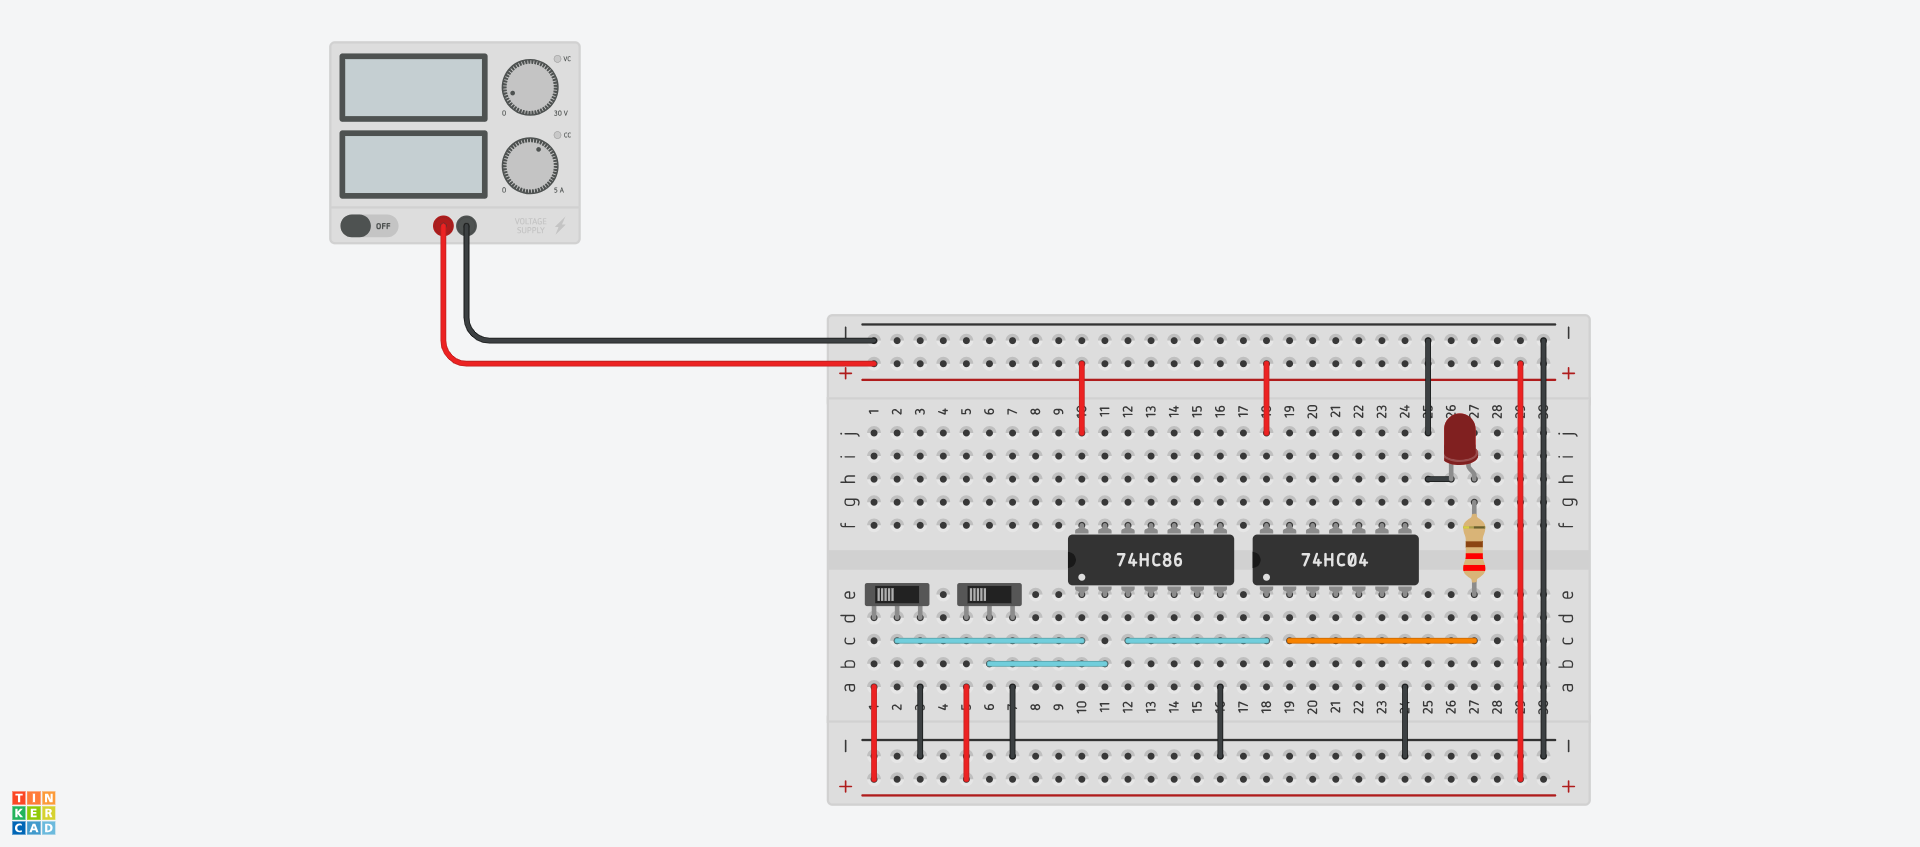 VC
0 30 V
CC
0 5 A
OFF
VOLTAGE
SUPPLY
− −
+ +
1 2 3 4 5 6 7 8 9 10 11 12 13 14 15 16 17 18 19 20 21 22 23 24 25 26 27 28 29 30
j j
i i
h h
g g
f f
74HC86 74HC04
e e
d d
c c
b b
a a
1 2 3 4 5 6 7 8 9 10 11 12 13 14 15 16 17 18 19 20 21 22 23 24 25 26 27 28 29 30
− −
+ +
TIN
KER
CAD